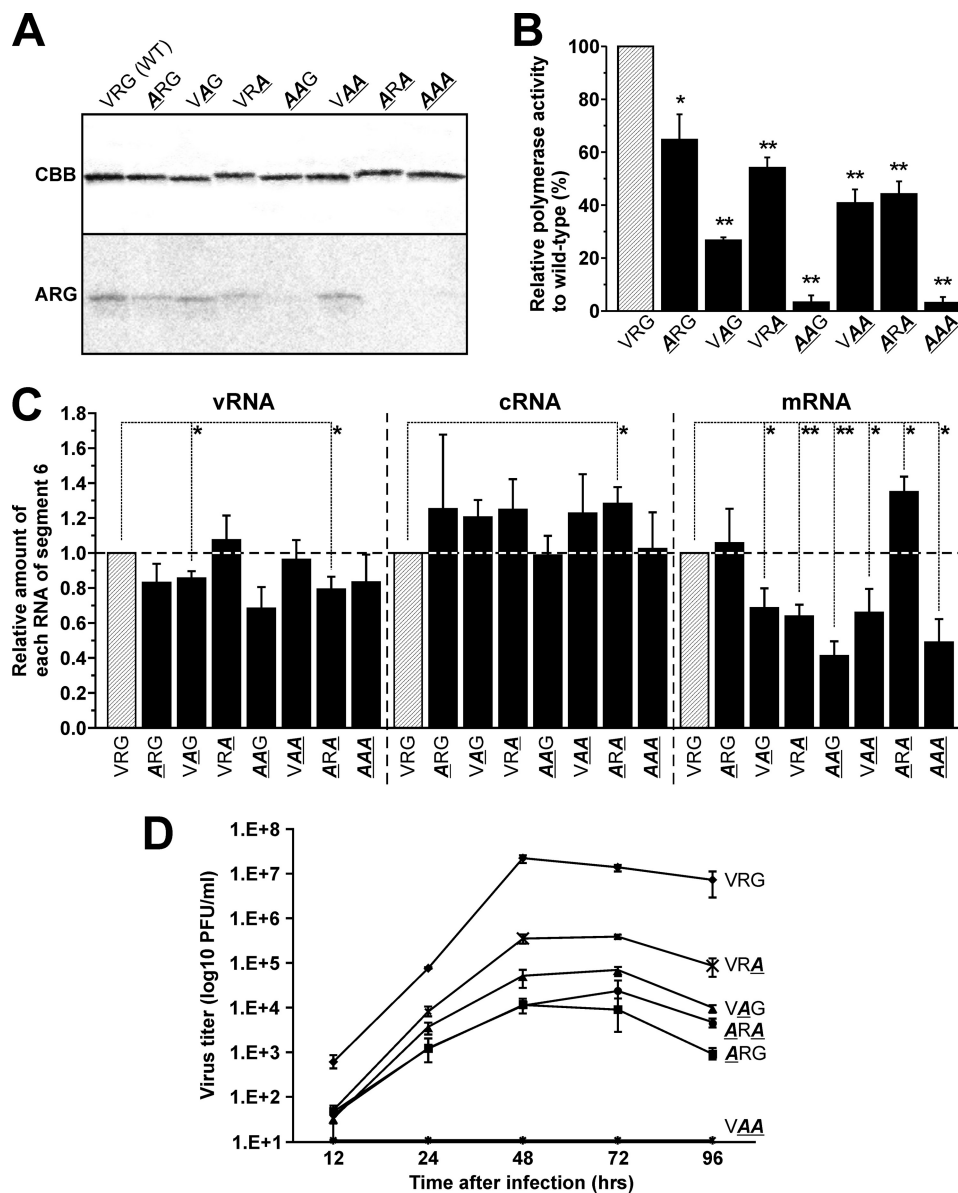 A
VRG (WT)
ARG
VAG
VRA
AAG
VAA
ARA
AAA
CBB
ARG
B
Relative polymerase activity
to wild-type (%)
100
80
60
40
20
0
*
**
**
**
**
**
**
VRG
ARG
VAG
VRA
AAG
VAA
ARA
AAA
C
vRNA
cRNA
mRNA
Relative amount of
each RNA of segment 6
1.8
1.6
1.4
1.2
1.0
0.8
0.6
0.4
0.2
0.0
* * * * ** ** * * *
VRG ARG VAG VRA AAG VAA ARA AAA
VRG ARG VAG VRA AAG VAA ARA AAA
VRG ARG VAG VRA AAG VAA ARA AAA
D
Virus titer (log10 PFU/ml)
1.E+8
1.E+7
1.E+6
1.E+5
1.E+4
1.E+3
1.E+2
1.E+1
VRG
VRA
VAG
ARA
ARG
VAA
12 24 48 72 96
Time after infection (hrs)